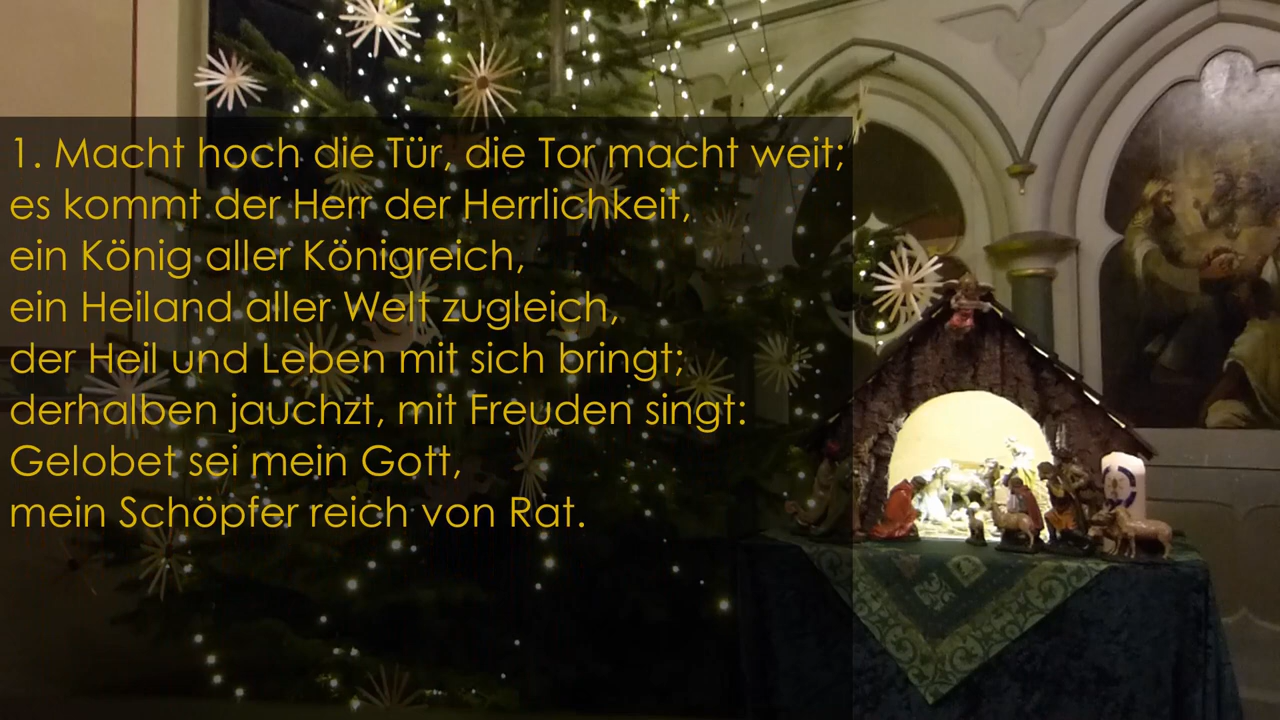 1. Macht hoch die Tür, die Tor macht weit;
es kommt der Herr der Herrlichkeit,
ein König aller Königreich,
ein Heiland aller Welt zugleich,
der Heil und Leben mit sich bringt;
derhalben jauchzt, mit Freuden singt:
Gelobet sei mein Gott,
mein Schöpfer reich von Rat.